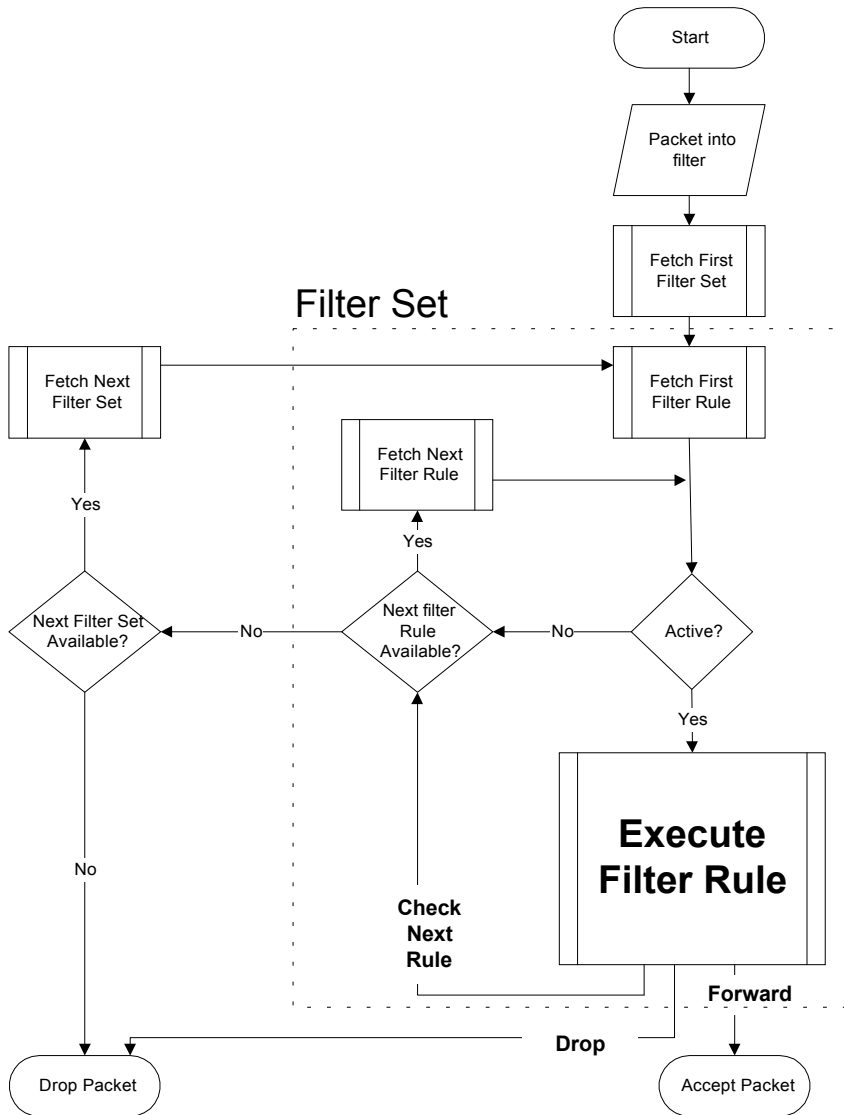 Start
Packet into
filter
Fetch First
Filter Set
Filter Set
Fetch Next
Filter Set
Fetch First
Filter Rule
Fetch Next
Filter Rule
Yes
Yes
Next Filter Set
Available?
No
Next filter
Rule
Available?
No
Active?
Yes
Execute
Filter Rule
No
Check
Next
Rule
Forward
Drop
Drop Packet
Accept Packet